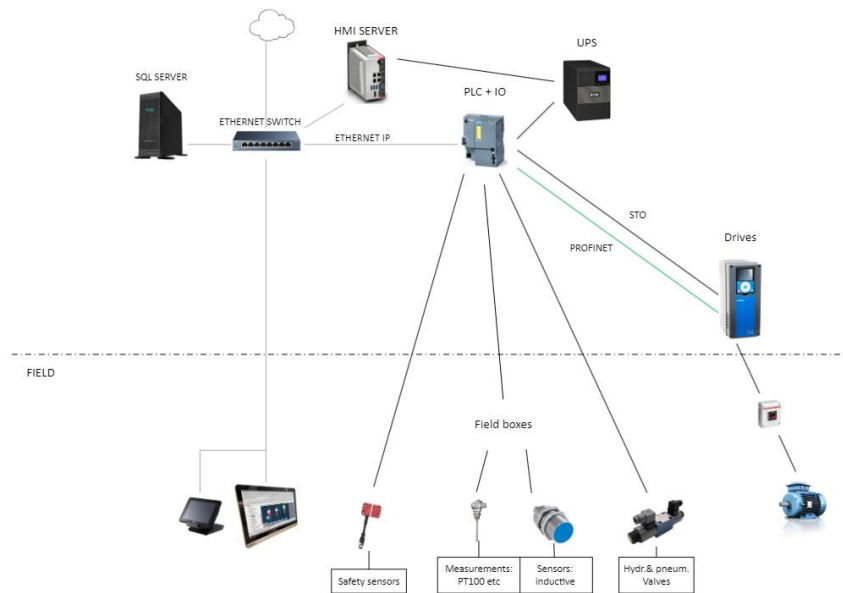 HMI SERVER
UPS
SQL SERVER
PLC + IO
ETHERNET SWITCH
ETHERNET IP
STO
PROFINET
Drives
FIELD
Field boxes
Safety sensors
Measurements:
PT100 etc
Sensors:
inductive
Hydr.& pneum.
Valves